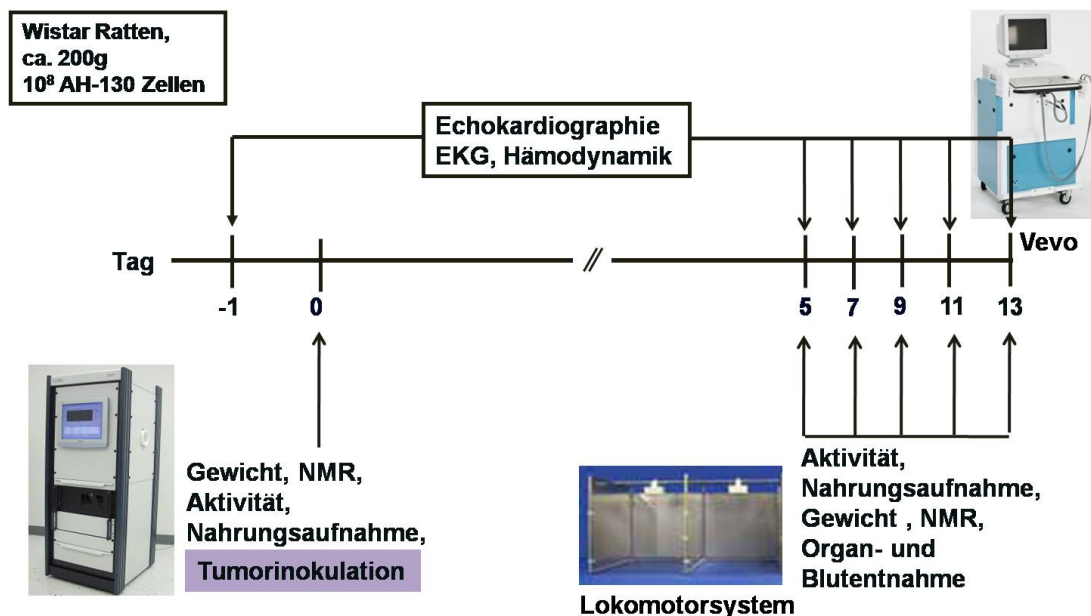 Wistar Ratten,
ca. 200g
10⁸ AH-130 Zellen
Echokardiographie
EKG, Hämodynamik
Vevo
Tag
-1
0
5
7
9
11
13
Gewicht, NMR,
Aktivität,
Nahrungsaufnahme,
Tumorinokulation
Aktivität,
Nahrungsaufnahme,
Gewicht , NMR,
Organ- und
Blutentnahme
Lokomotorsystem